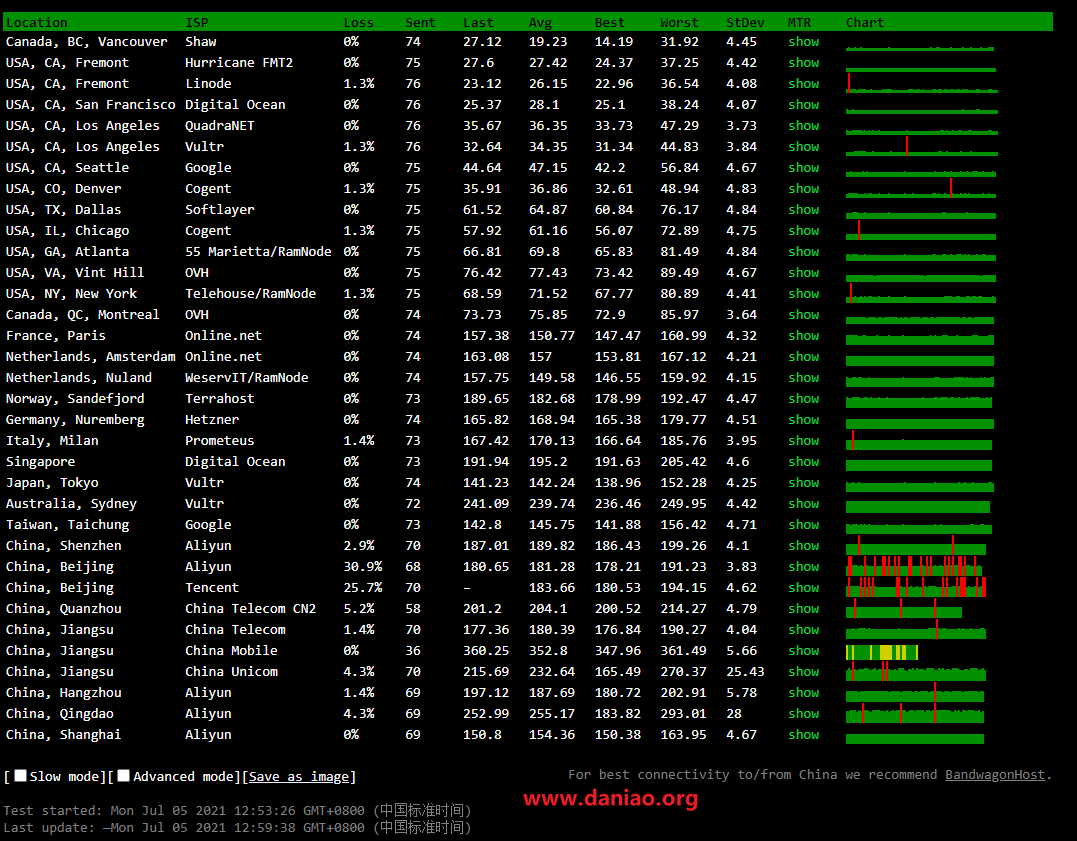 Location ISP Loss Sent Last Avg Best Worst StDev MTR Chart
Canada, BC, Vancouver Shaw 0% 74 27.12 19.23 14.19 31.92 4.45 show
USA, CA, Fremont Hurricane FMT2 0% 75 27.6 27.42 24.37 37.25 4.42 show
USA, CA, Fremont Linode 1.3% 76 23.12 26.15 22.96 36.54 4.08 show
USA, CA, San Francisco Digital Ocean 0% 76 25.37 28.1 25.1 38.24 4.07 show
USA, CA, Los Angeles QuadraNET 0% 76 35.67 36.35 33.73 47.29 3.73 show
USA, CA, Los Angeles Vultr 1.3% 76 32.64 34.35 31.34 44.83 3.84 show
USA, CA, Seattle Google 0% 75 44.64 47.15 42.2 56.84 4.67 show
USA, CO, Denver Cogent 1.3% 75 35.91 36.86 32.61 48.94 4.83 show
USA, TX, Dallas Softlayer 0% 75 61.52 64.87 60.84 76.17 4.84 show
USA, IL, Chicago Cogent 1.3% 75 57.92 61.16 56.07 72.89 4.75 show
USA, GA, Atlanta 55 Marietta/RamNode 0% 75 66.81 69.8 65.83 81.49 4.84 show
USA, VA, Vint Hill OVH 0% 75 76.42 77.43 73.42 89.49 4.67 show
USA, NY, New York Telehouse/RamNode 1.3% 75 68.59 71.52 67.77 80.89 4.41 show
Canada, QC, Montreal OVH 0% 74 73.73 75.85 72.9 85.97 3.64 show
France, Paris Online.net 0% 74 157.38 150.77 147.47 160.99 4.32 show
Netherlands, Amsterdam Online.net 0% 74 163.08 157 153.81 167.12 4.21 show
Netherlands, Nuland WeservIT/RamNode 0% 74 157.75 149.58 146.55 159.92 4.15 show
Norway, Sandefjord Terrahost 0% 73 189.65 182.68 178.99 192.47 4.47 show
Germany, Nuremberg Hetzner 0% 74 165.82 168.94 165.38 179.77 4.51 show
Italy, Milan Prometeus 1.4% 73 167.42 170.13 166.64 185.76 3.95 show
Singapore Digital Ocean 0% 73 191.94 195.2 191.63 205.42 4.6 show
Japan, Tokyo Vultr 0% 74 141.23 142.24 138.96 152.28 4.25 show
Australia, Sydney Vultr 0% 72 241.09 239.74 236.46 249.95 4.42 show
Taiwan, Taichung Google 0% 73 142.8 145.75 141.88 156.42 4.71 show
China, Shenzhen Aliyun 2.9% 70 187.01 189.82 186.43 199.26 4.1 show
China, Beijing Aliyun 30.9% 68 180.65 181.28 178.21 191.23 3.83 show
China, Beijing Tencent 25.7% 70 – 183.66 180.53 194.15 4.62 show
China, Quanzhou China Telecom CN2 5.2% 58 201.2 204.1 200.52 214.27 4.79 show
China, Jiangsu China Telecom 1.4% 70 177.36 180.39 176.84 190.27 4.04 show
China, Jiangsu China Mobile 0% 36 360.25 352.8 347.96 361.49 5.66 show
China, Jiangsu China Unicom 4.3% 70 215.69 232.64 165.49 270.37 25.43 show
China, Hangzhou Aliyun 1.4% 69 197.12 187.69 180.72 202.91 5.78 show
China, Qingdao Aliyun 4.3% 69 252.99 255.17 183.82 293.01 28 show
China, Shanghai Aliyun 0% 69 150.8 154.36 150.38 163.95 4.67 show
[ Slow mode][ Advanced mode][Save as image]
For best connectivity to/from China we recommend BandwagonHost.
www.daniao.org
Test started: Mon Jul 05 2021 12:53:26 GMT+0800 (中国标准时间)
Last update: –Mon Jul 05 2021 12:59:38 GMT+0800 (中国标准时间)